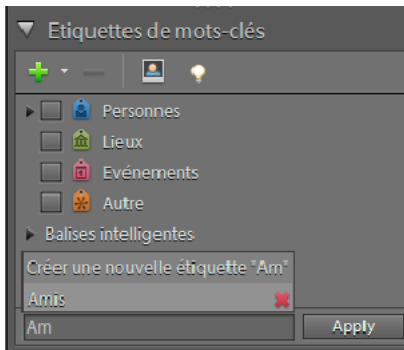 Etiquettes de mots-clés
Personnes
Lieux
Evénements
Autre
Balises intelligentes
Créer une nouvelle étiquette "Am"
Amis
Am
Apply